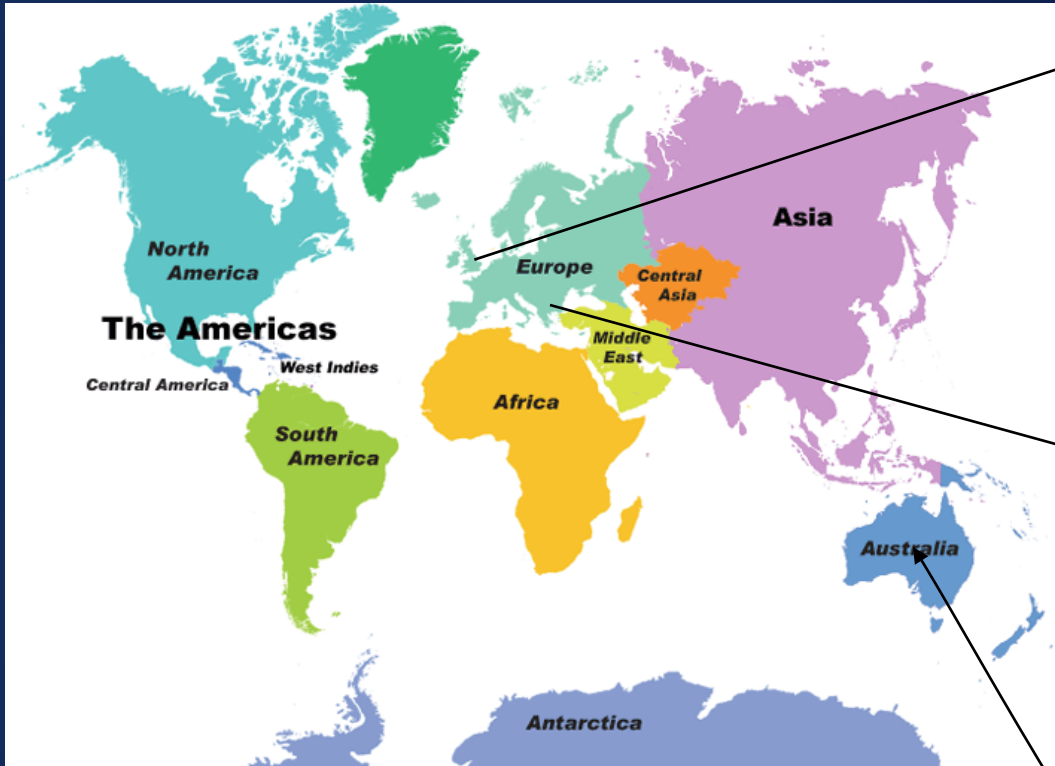 Asia
North
America
Europe
Central
Asia
The Americas
Middle
East
West Indies
Central America
Africa
South
America
Australia
Antarctica